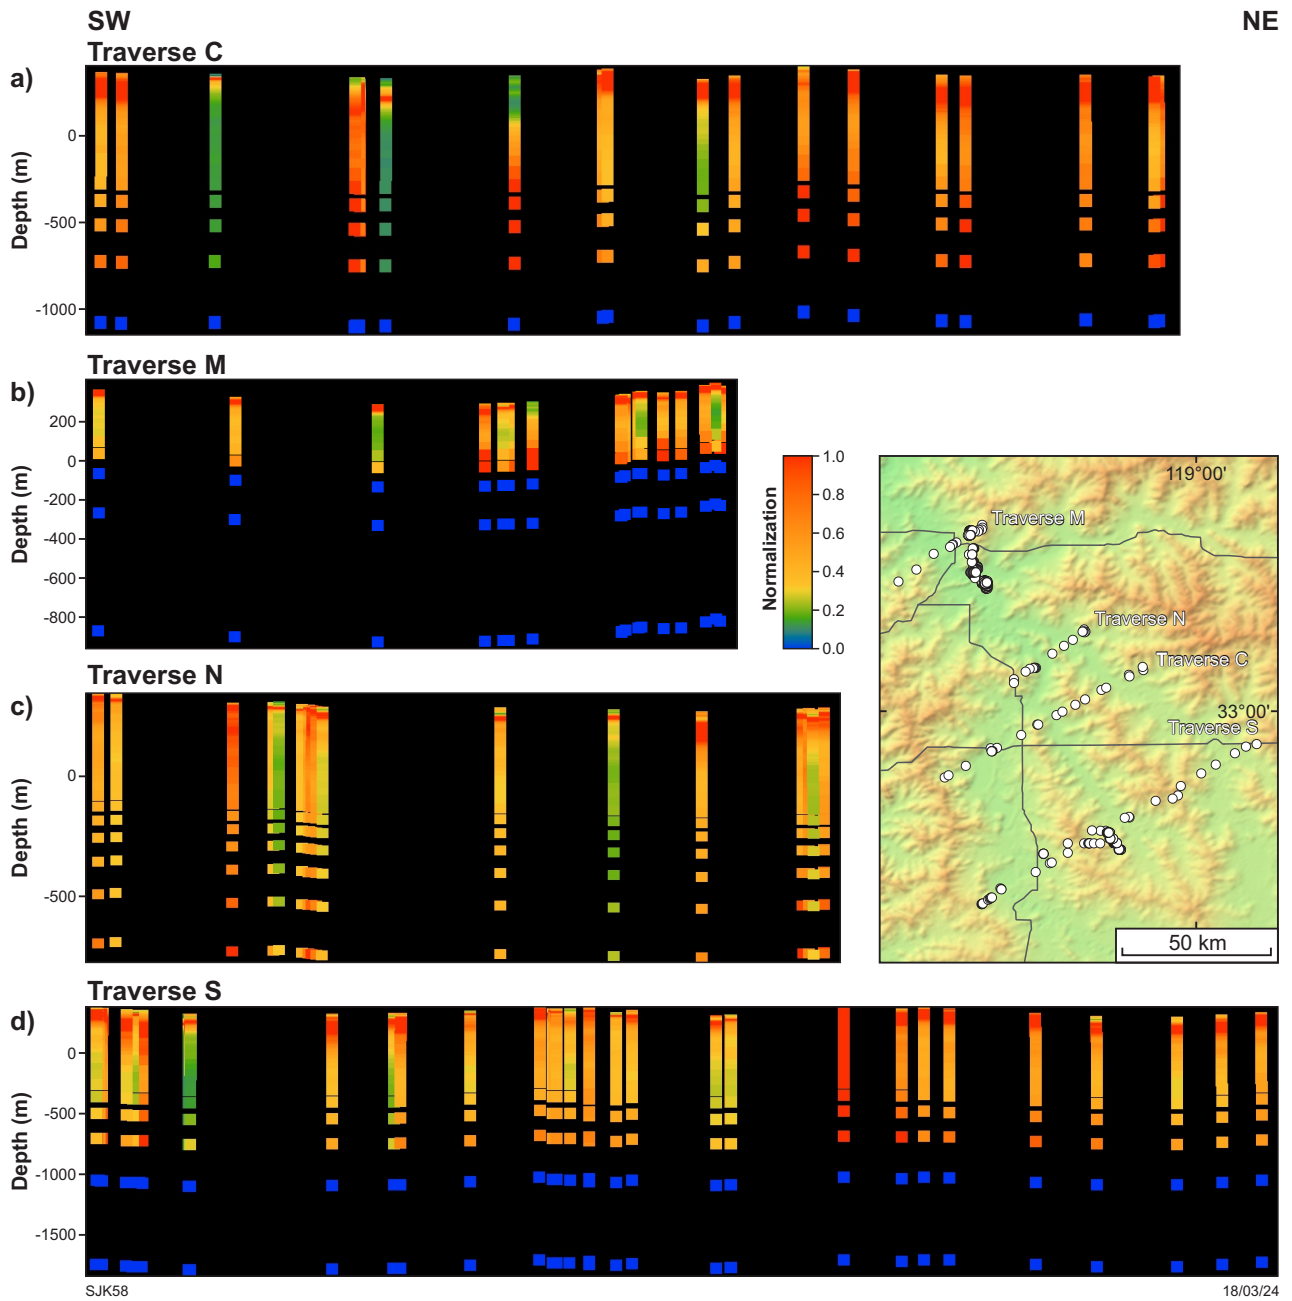 SW
NE
Traverse C
a)
Depth (m)
0
-500
-1000
Traverse M
b)
Depth (m)
200
0
-200
-400
-600
-800
Normalization
1.0
0.8
0.6
0.4
0.2
0.0
119°00'
Traverse M
Traverse N
Traverse C
33°00'
Traverse S
50 km
Traverse N
c)
Depth (m)
0
-500
Traverse S
d)
Depth (m)
0
-500
-1000
-1500
SJK58
18/03/24